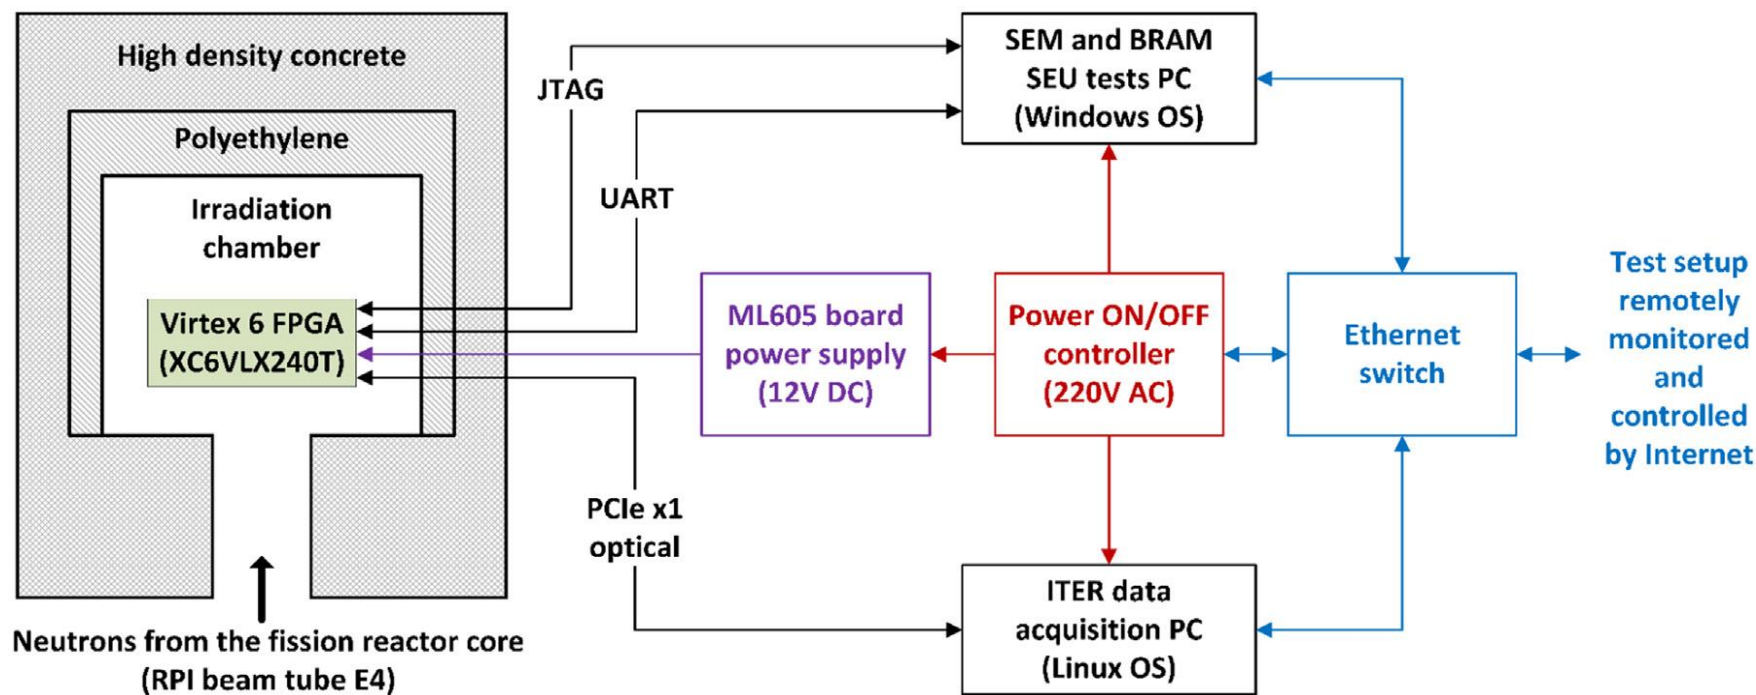 High density concrete
Polyethylene
Irradiation
chamber
Virtex 6 FPGA
(XC6VLX240T)
Neutrons from the fission reactor core
(RPI beam tube E4)
JTAG
UART
PCIe x1
optical
SEM and BRAM
SEU tests PC
(Windows OS)
ML605 board
power supply
(12V DC)
Power ON/OFF
controller
(220V AC)
ITER data
acquisition PC
(Linux OS)
Ethernet
switch
Test setup
remotely
monitored
and
controlled
by Internet